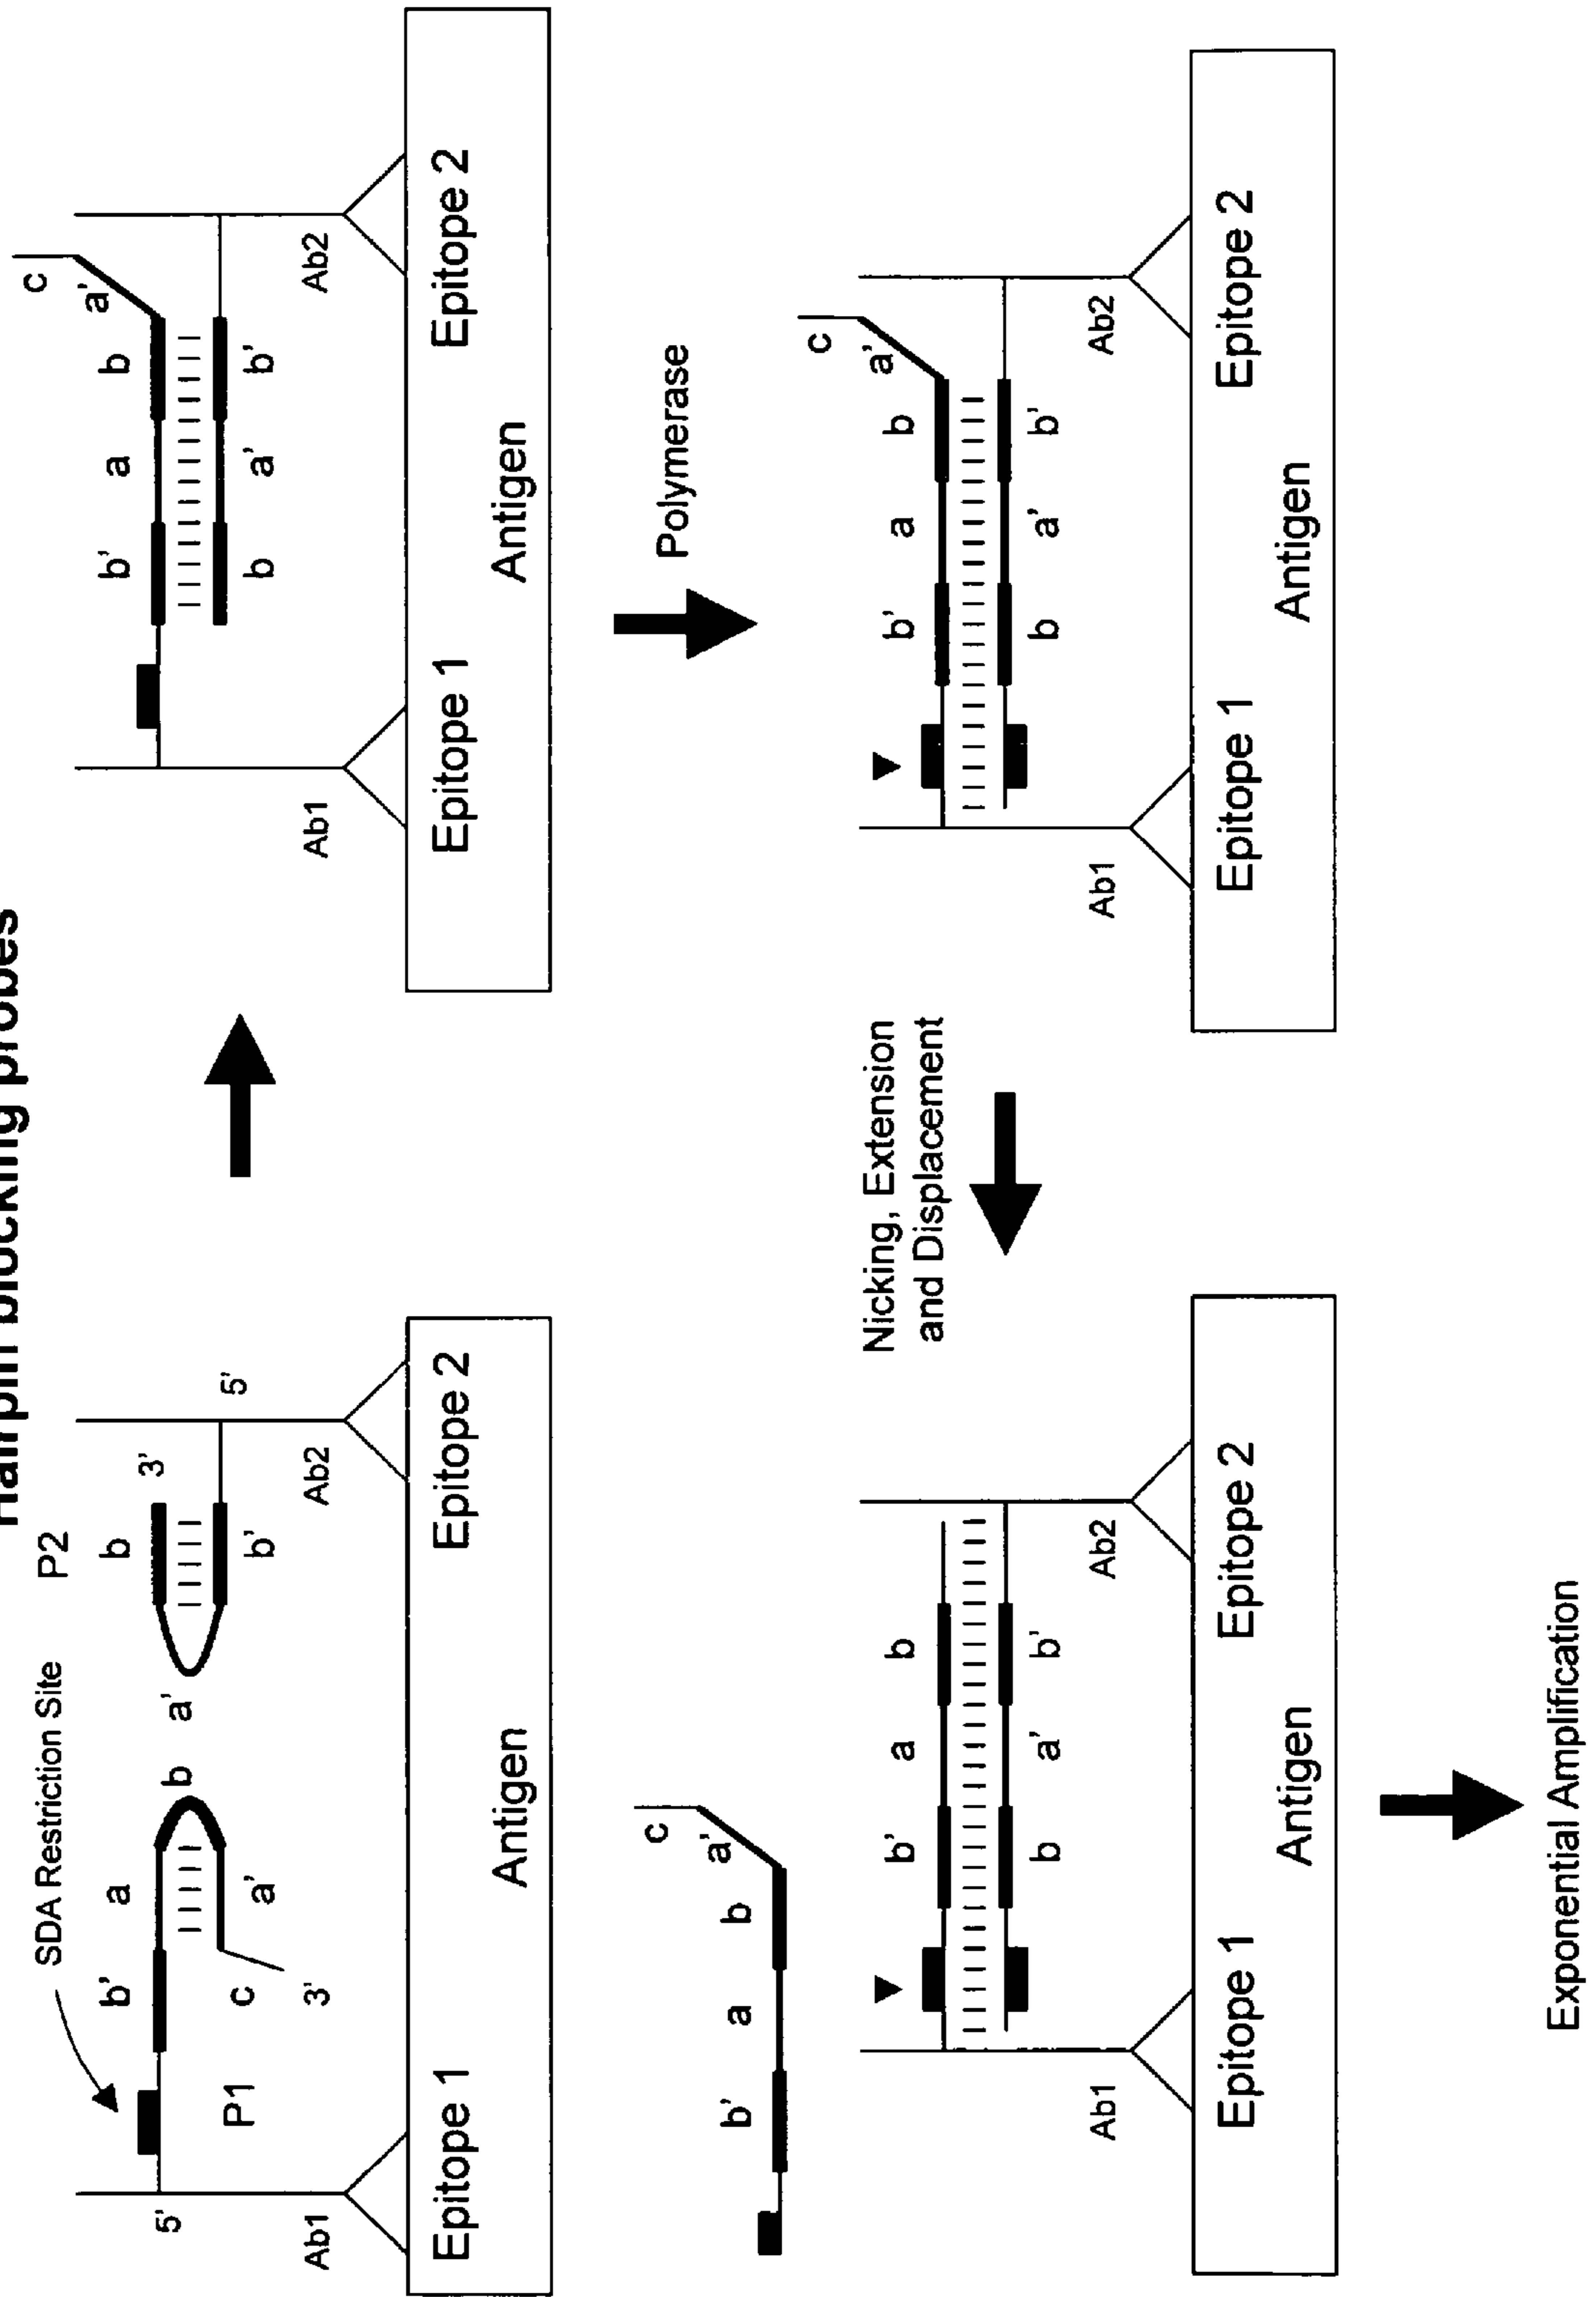 Hairpin blocking probes
SDA Restriction Site
P2
b' a b a' b
3'
5'
P1
c
a'
b'
3'
5'
Ab1
Ab2
Epitope 1
Epitope 2
Antigen
c
b' a b a'
b a' b'
Ab1
Ab2
Epitope 1
Epitope 2
Antigen
Polymerase
c
b' a b a'
b a' b'
Ab1
Ab2
Epitope 1
Epitope 2
Antigen
Nicking, Extension
and Displacement
c
b' a b a'
b' a b
b a' b'
Ab1
Ab2
Epitope 1
Epitope 2
Antigen
Exponential Amplification